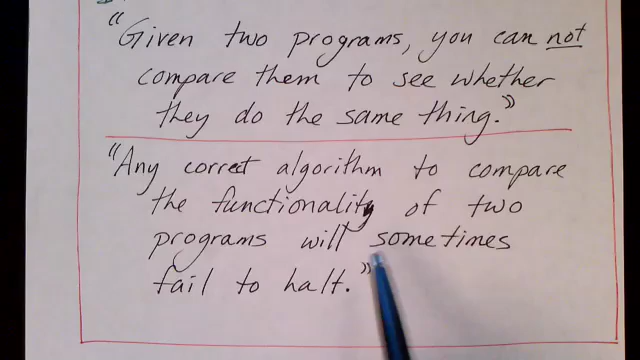 “Given two programs, you can not
compare them to see whether
they do the same thing.”
“Any correct algorithm to compare
the functionality of two
programs will sometimes
fail to halt.”